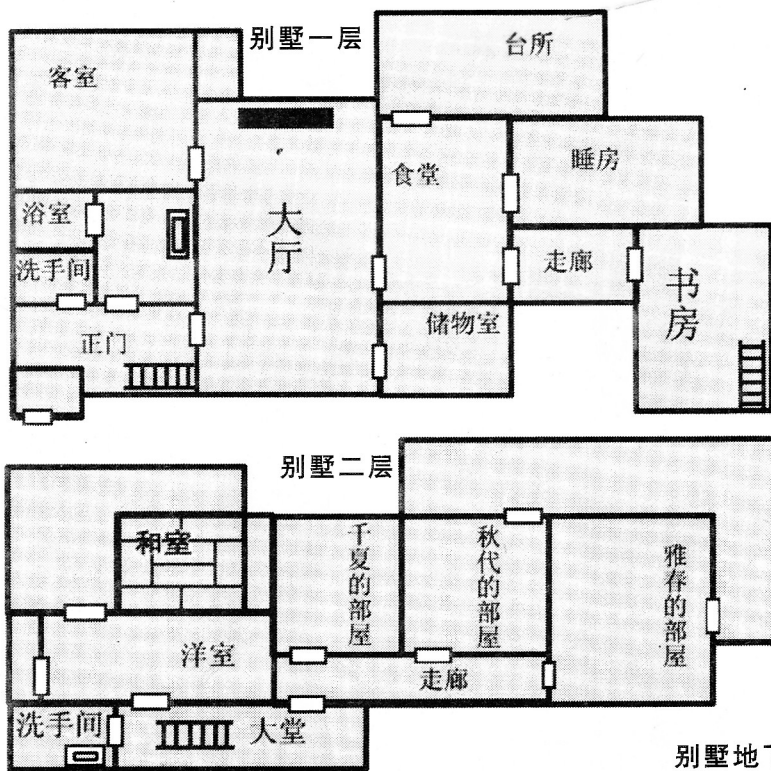 别墅一层
台所
客室
食堂
睡房
浴室
大厅
洗手间
走廊
书房
正门
储物室
别墅二层
和室
千夏的部屋
秋代的部屋
雅春的部屋
洋室
走廊
洗手间
大堂
别墅地